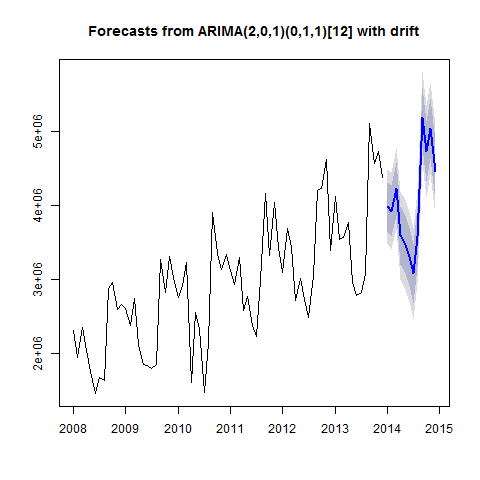 Forecasts from ARIMA(2,0,1)(0,1,1)[12] with drift
5e+06
4e+06
3e+06
2e+06
2008 2009 2010 2011 2012 2013 2014 2015